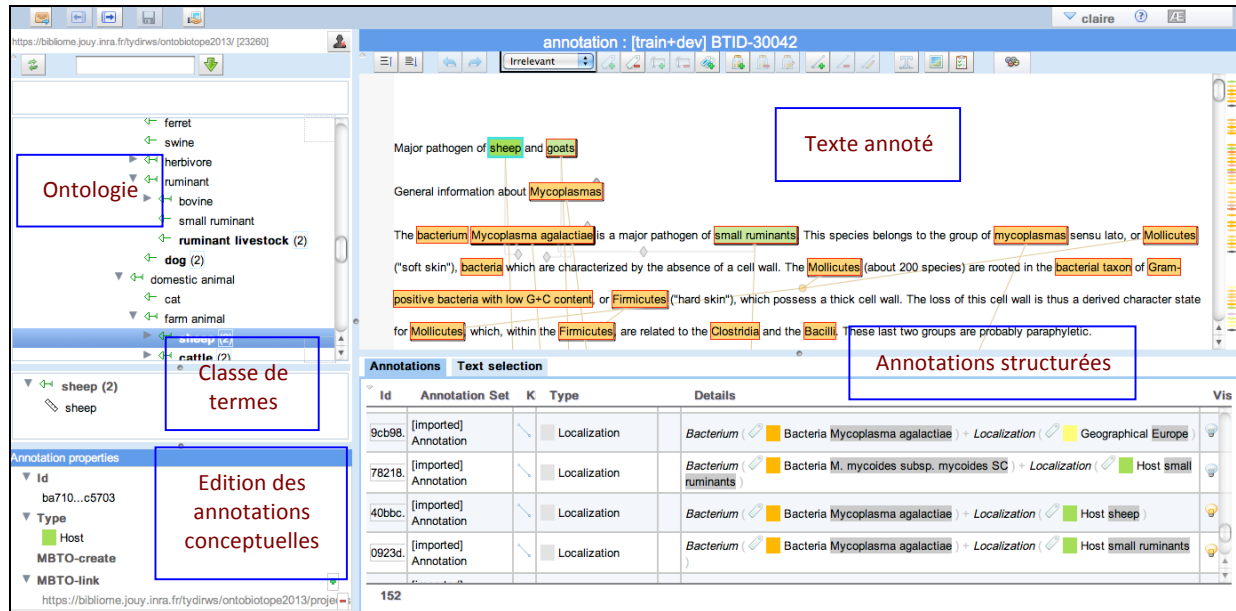 claire
?
Æ
https://bibliome.jouy.inra.fr/tydirws/ontobiotope2013/ [23260]
annotation : [train+dev] BTID-30042
Irrelevant
ferret
swine
herbivore
ruminant
bovine
small ruminant
ruminant livestock (2)
dog (2)
domestic animal
cat
farm animal
sheep (2)
cattle (2)
Ontologie
Texte annoté
Major pathogen of sheep and goats
General information about Mycoplasmas
The bacterium Mycoplasma agalactiae is a major pathogen of small ruminants. This species belongs to the group of mycoplasmas sensu lato, or Mollicutes
("soft skin"), bacteria which are characterized by the absence of a cell wall. The Mollicutes (about 200 species) are rooted in the bacterial taxon of Gram-
positive bacteria with low G+C content, or Firmicutes ("hard skin"), which possess a thick cell wall. The loss of this cell wall is thus a derived character state
for Mollicutes, which, within the Firmicutes, are related to the Clostridia and the Bacilli. These last two groups are probably paraphyletic.
Classe de
termes
sheep (2)
sheep
Annotations structurées
Annotations Text selection
Id Annotation Set K Type Details Vis
9cb98. [imported]
Annotation Localization Bacterium ( Bacteria Mycoplasma agalactiae ) + Localization ( Geographical Europe )
78218. [imported]
Annotation Localization Bacterium ( Bacteria M. mycoides subsp. mycoides SC ) + Localization ( Host small
ruminants )
40bbc. [imported]
Annotation Localization Bacterium ( Bacteria Mycoplasma agalactiae ) + Localization ( Host sheep )
0923d. [imported]
Annotation Localization Bacterium ( Bacteria Mycoplasma agalactiae ) + Localization ( Host small ruminants
)
152
Annotation properties
Id
ba710...c5703
Type
Host
MBTO-create
MBTO-link
https://bibliome.jouy.inra.fr/tydirws/ontobiotope2013/projec
Edition des
annotations
conceptuelles